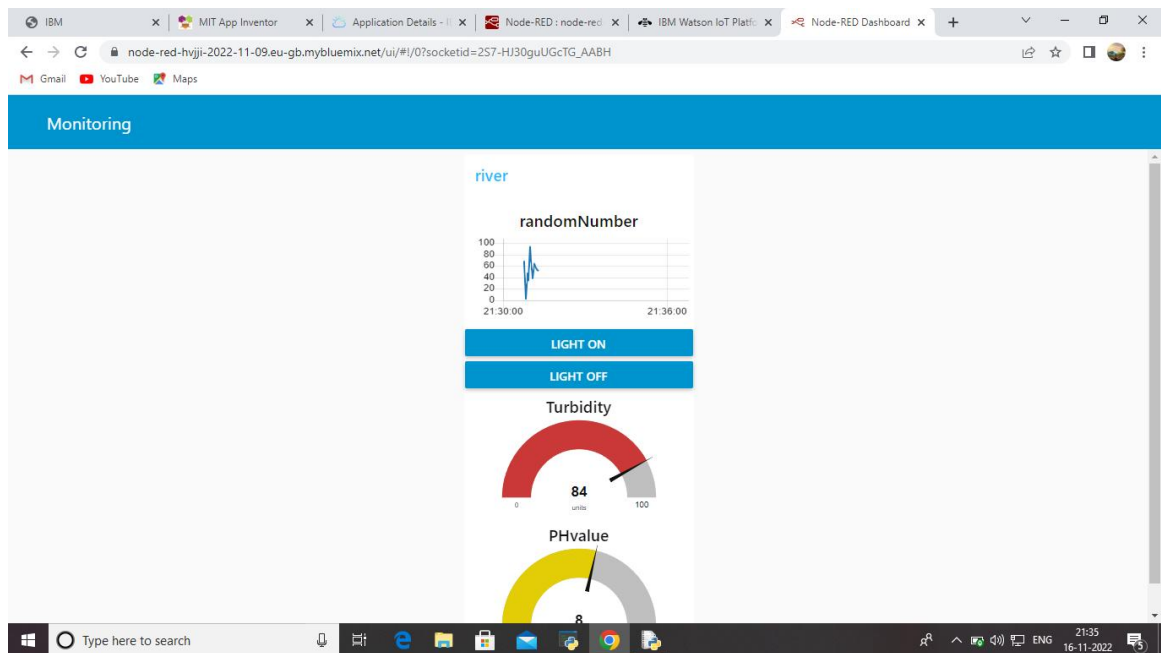 IBM
MIT App Inventor
Application Details - I
Node-RED : node-red
IBM Watson IoT Platfo
Node-RED Dashboard
node-red-hvjji-2022-11-09.eu-gb.mybluemix.net/ui/#!/0?socketid=2S7-HJ30guUGcTG_AABH
Gmail YouTube Maps
Monitoring
river
randomNumber
100
80
60
40
20
0
21:30:00 21:36:00
LIGHT ON
LIGHT OFF
Turbidity
84
units
0 100
PHvalue
8
Type here to search
ENG
21:35
16-11-2022
5